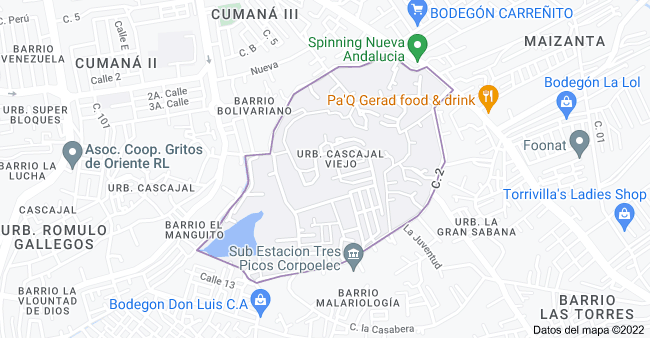 CUMANÁ III
BODEGÓN CARREÑITO
C. Perú
C. 5
Calle E
C. B
C. 5
Spinning Nueva
Andalucia
MAIZANTA
BARRIO
VENEZUELA
CUMANÁ II
Calle 2
Nueva
2A. Calle
3A. Calle
BARRIO
BOLIVARIANO
Pa'Q Gerad food & drink
Bodegón La Lol
URB. SUPER
BLOQUES
C. 107
C. 01
Asoc. Coop. Gritos
de Oriente RL
URB. CASCAJAL
VIEJO
Foonat
BARRIO LA
LUCHA
URB. CASCAJAL
C-2
Torrivilla's Ladies Shop
CASCAJAL
URB. ROMULO
GALLEGOS
BARRIO EL
MANGUITO
URB. LA
GRAN SABANA
La Juventud
Sub Estacion Tres
Picos Corpoelec
Calle 13
BARRIO LA
VLOUNTAD
DE DIOS
Bodegon Don Luis C.A
BARRIO
MALARIOLOGÍA
BARRIO
LAS TORRES
C. la Casabera
Datos del mapa ©2022